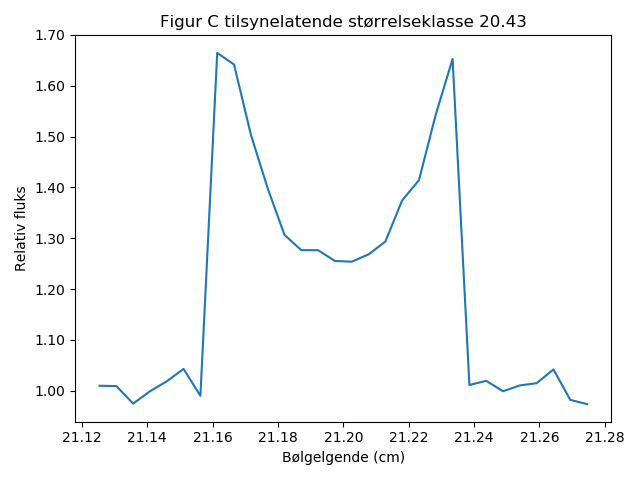 Figur C tilsynelatende størrelseklasse 20.43
1.70
1.60
1.50
1.40
1.30
1.20
1.10
1.00
Relativ fluks
21.12 21.14 21.16 21.18 21.20 21.22 21.24 21.26 21.28
Bølgelgende (cm)